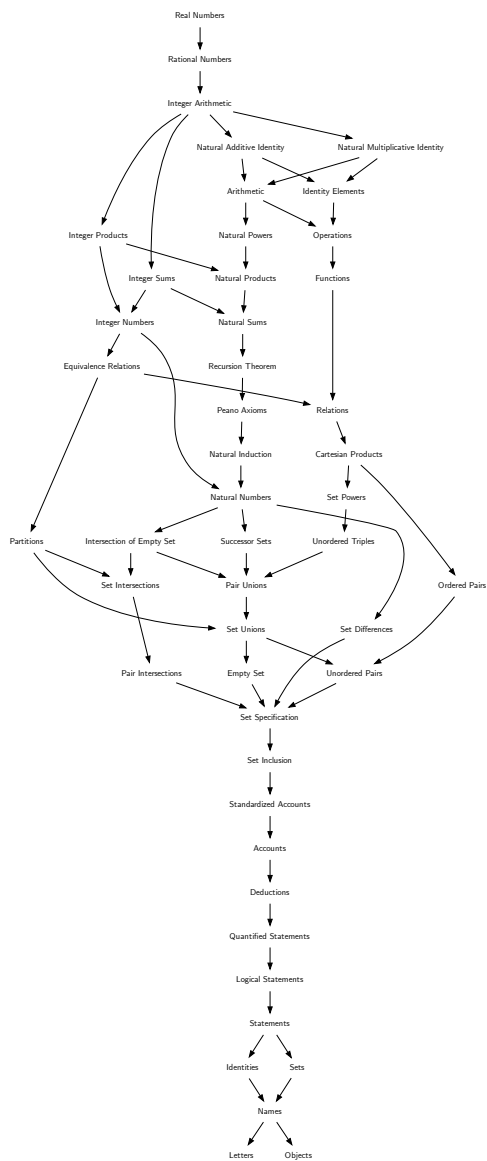 Real Numbers
Rational Numbers
Integer Arithmetic
Natural Additive Identity
Natural Multiplicative Identity
Arithmetic
Identity Elements
Integer Products
Natural Powers
Operations
Integer Sums
Natural Products
Functions
Integer Numbers
Natural Sums
Equivalence Relations
Recursion Theorem
Peano Axioms
Relations
Natural Induction
Cartesian Products
Natural Numbers
Set Powers
Partitions
Intersection of Empty Set
Successor Sets
Unordered Triples
Set Intersections
Pair Unions
Ordered Pairs
Set Unions
Set Differences
Pair Intersections
Empty Set
Unordered Pairs
Set Specification
Set Inclusion
Standardized Accounts
Accounts
Deductions
Quantified Statements
Logical Statements
Statements
Identities
Sets
Names
Letters
Objects